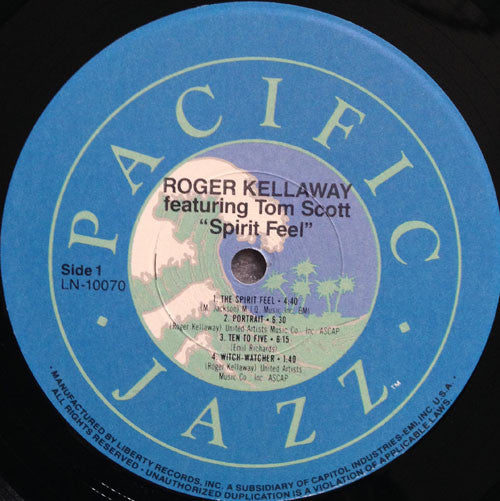 PACIFIC
JAZZ™
ROGER KELLAWAY
featuring Tom Scott
"Spirit Feel"
Side 1
LN-10070
1. THE SPIRIT FEEL • 4:40
(M. Jackson) M.J.Q. Music, Inc. BMI
2. PORTRAIT • 6:30
(Roger Kellaway) United Artists Music Co., Inc. ASCAP
3. TEN TO FIVE • 6:15
(Emil Richards)
4. WITCH-WATCHER • 1:40
(Roger Kellaway) United Artists
Music Co., Inc. ASCAP
• MANUFACTURED BY LIBERTY RECORDS, INC. A SUBSIDIARY OF CAPITOL INDUSTRIES-EMI, INC. U.S.A. •
ALL RIGHTS RESERVED • UNAUTHORIZED DUPLICATION IS A VIOLATION OF APPLICABLE LAWS.